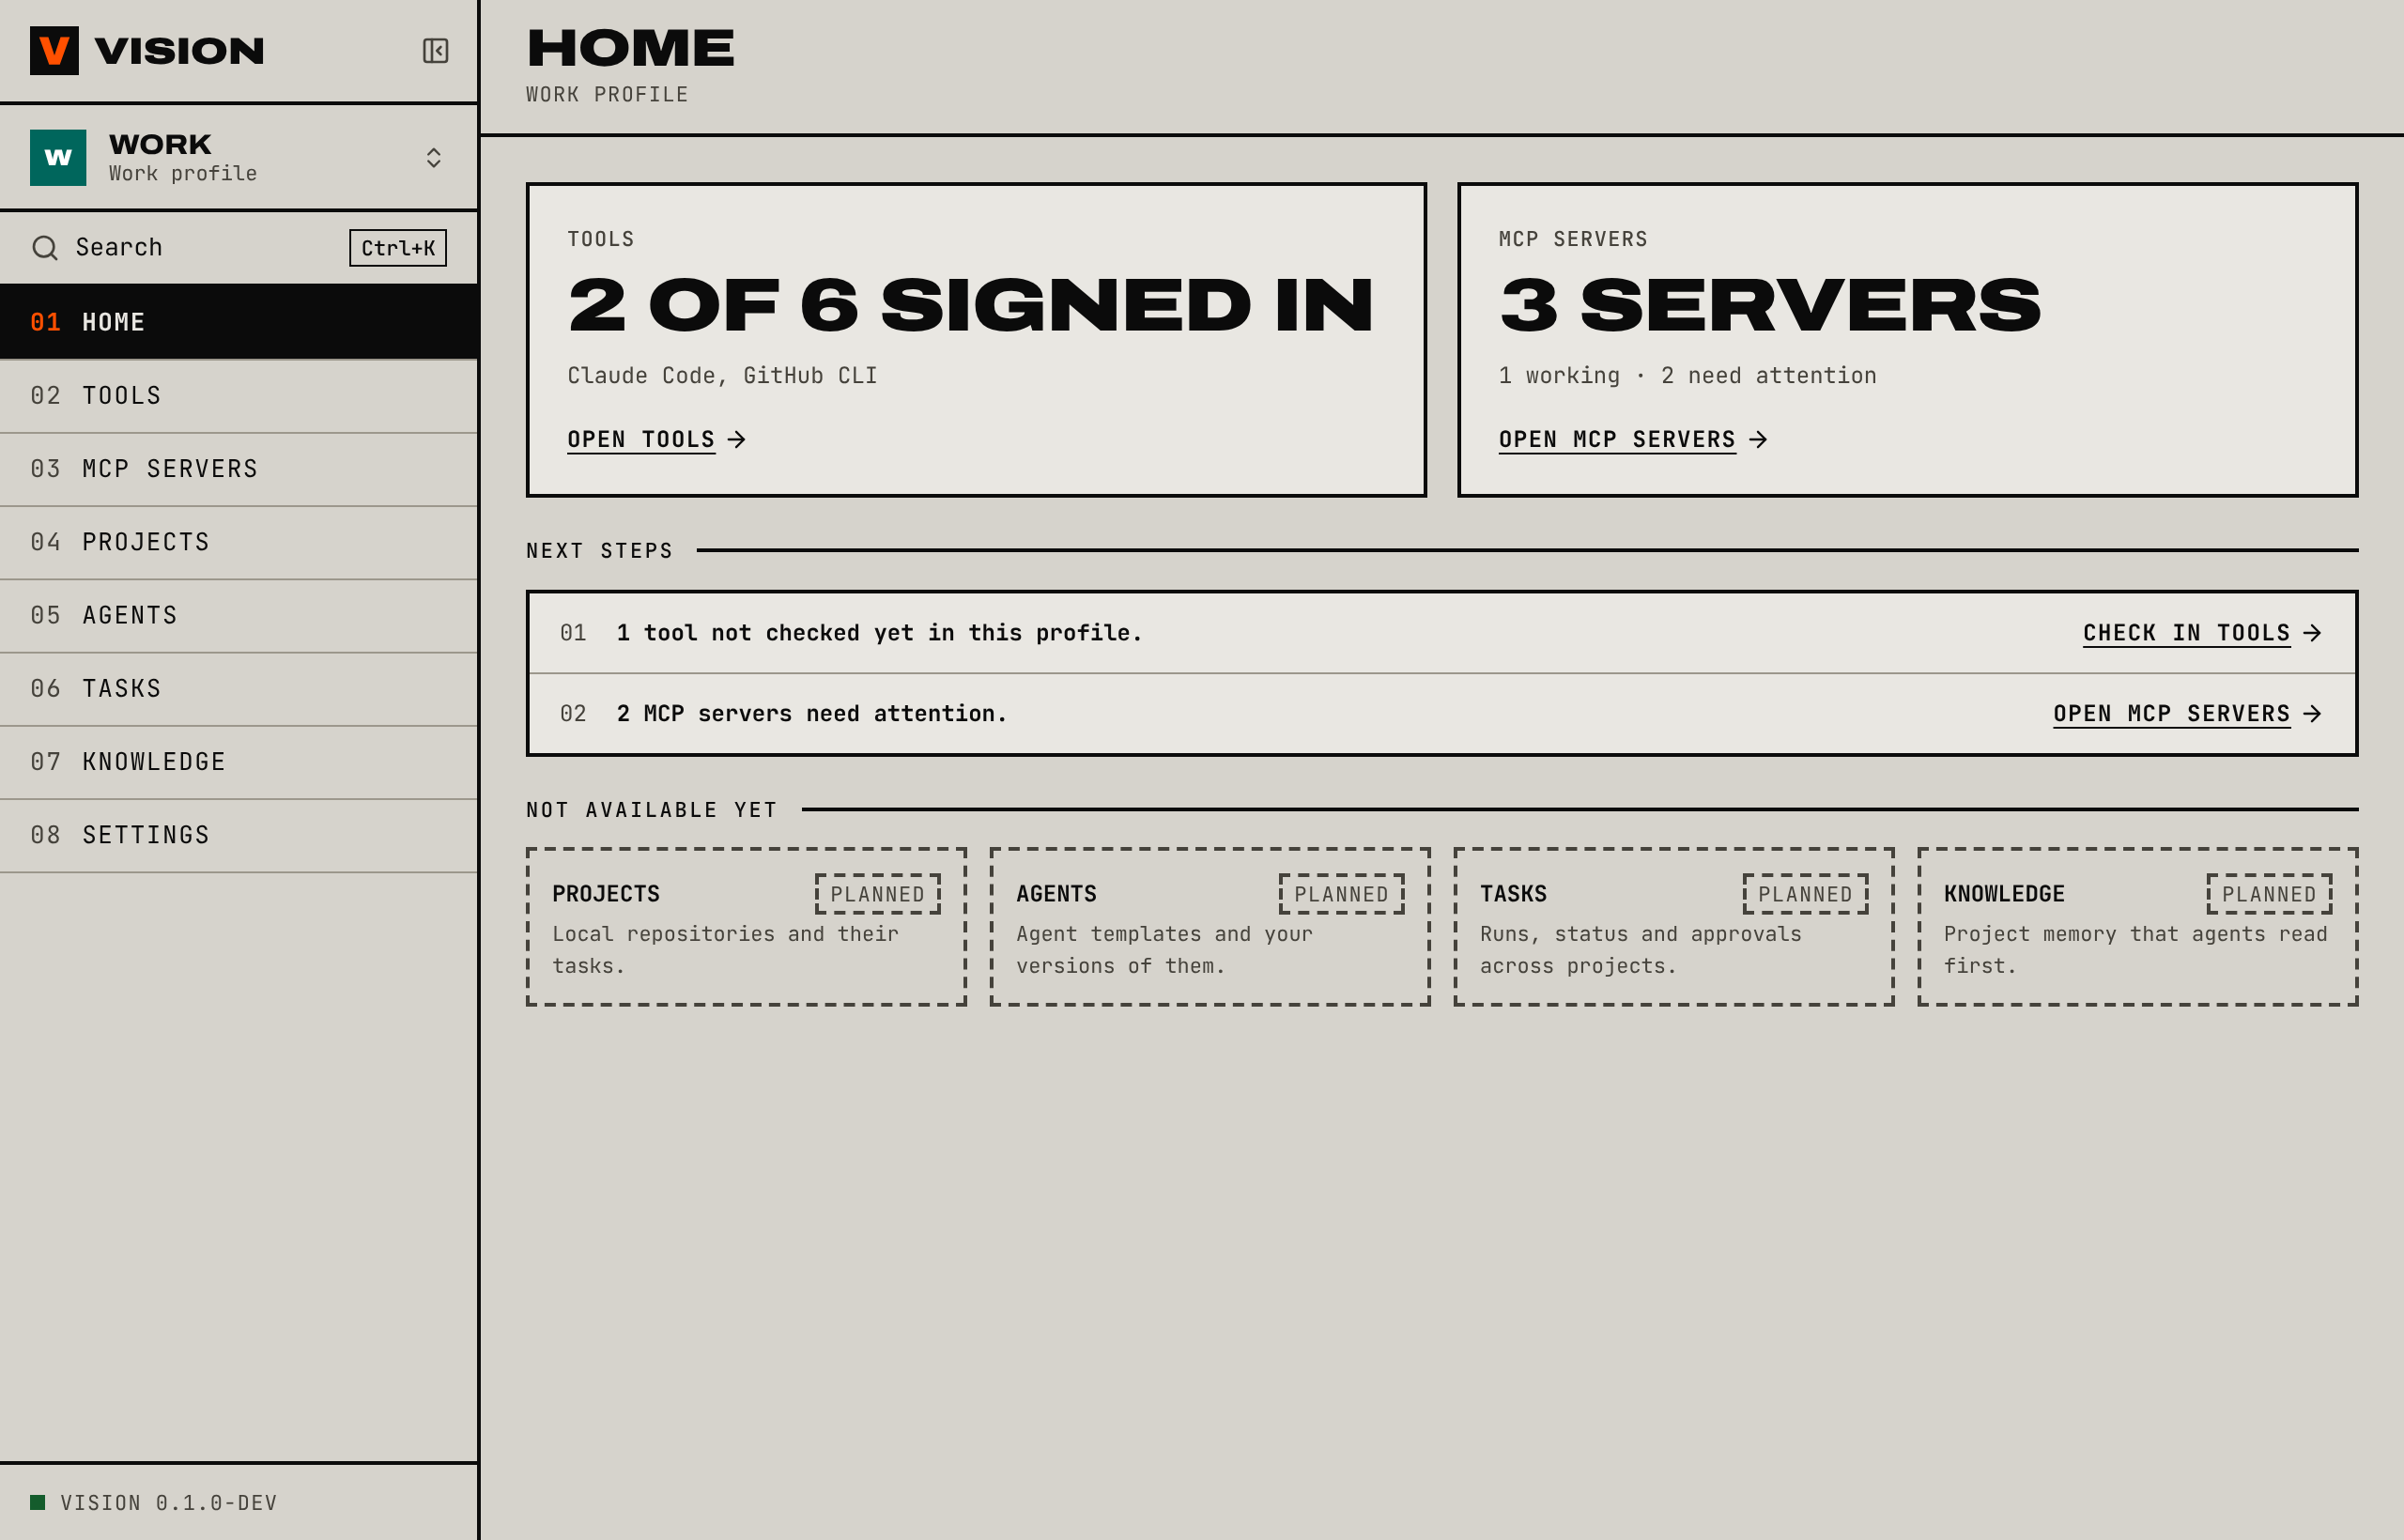 V VISION
W WORK
Work profile
Search Ctrl+K
01 HOME
02 TOOLS
03 MCP SERVERS
04 PROJECTS
05 AGENTS
06 TASKS
07 KNOWLEDGE
08 SETTINGS
VISION 0.1.0-DEV
HOME
WORK PROFILE
TOOLS
2 OF 6 SIGNED IN
Claude Code, GitHub CLI
OPEN TOOLS →
MCP SERVERS
3 SERVERS
1 working · 2 need attention
OPEN MCP SERVERS →
NEXT STEPS
01 1 tool not checked yet in this profile. CHECK IN TOOLS →
02 2 MCP servers need attention. OPEN MCP SERVERS →
NOT AVAILABLE YET
PROJECTS PLANNED
Local repositories and their
tasks.
AGENTS PLANNED
Agent templates and your
versions of them.
TASKS PLANNED
Runs, status and approvals
across projects.
KNOWLEDGE PLANNED
Project memory that agents read
first.